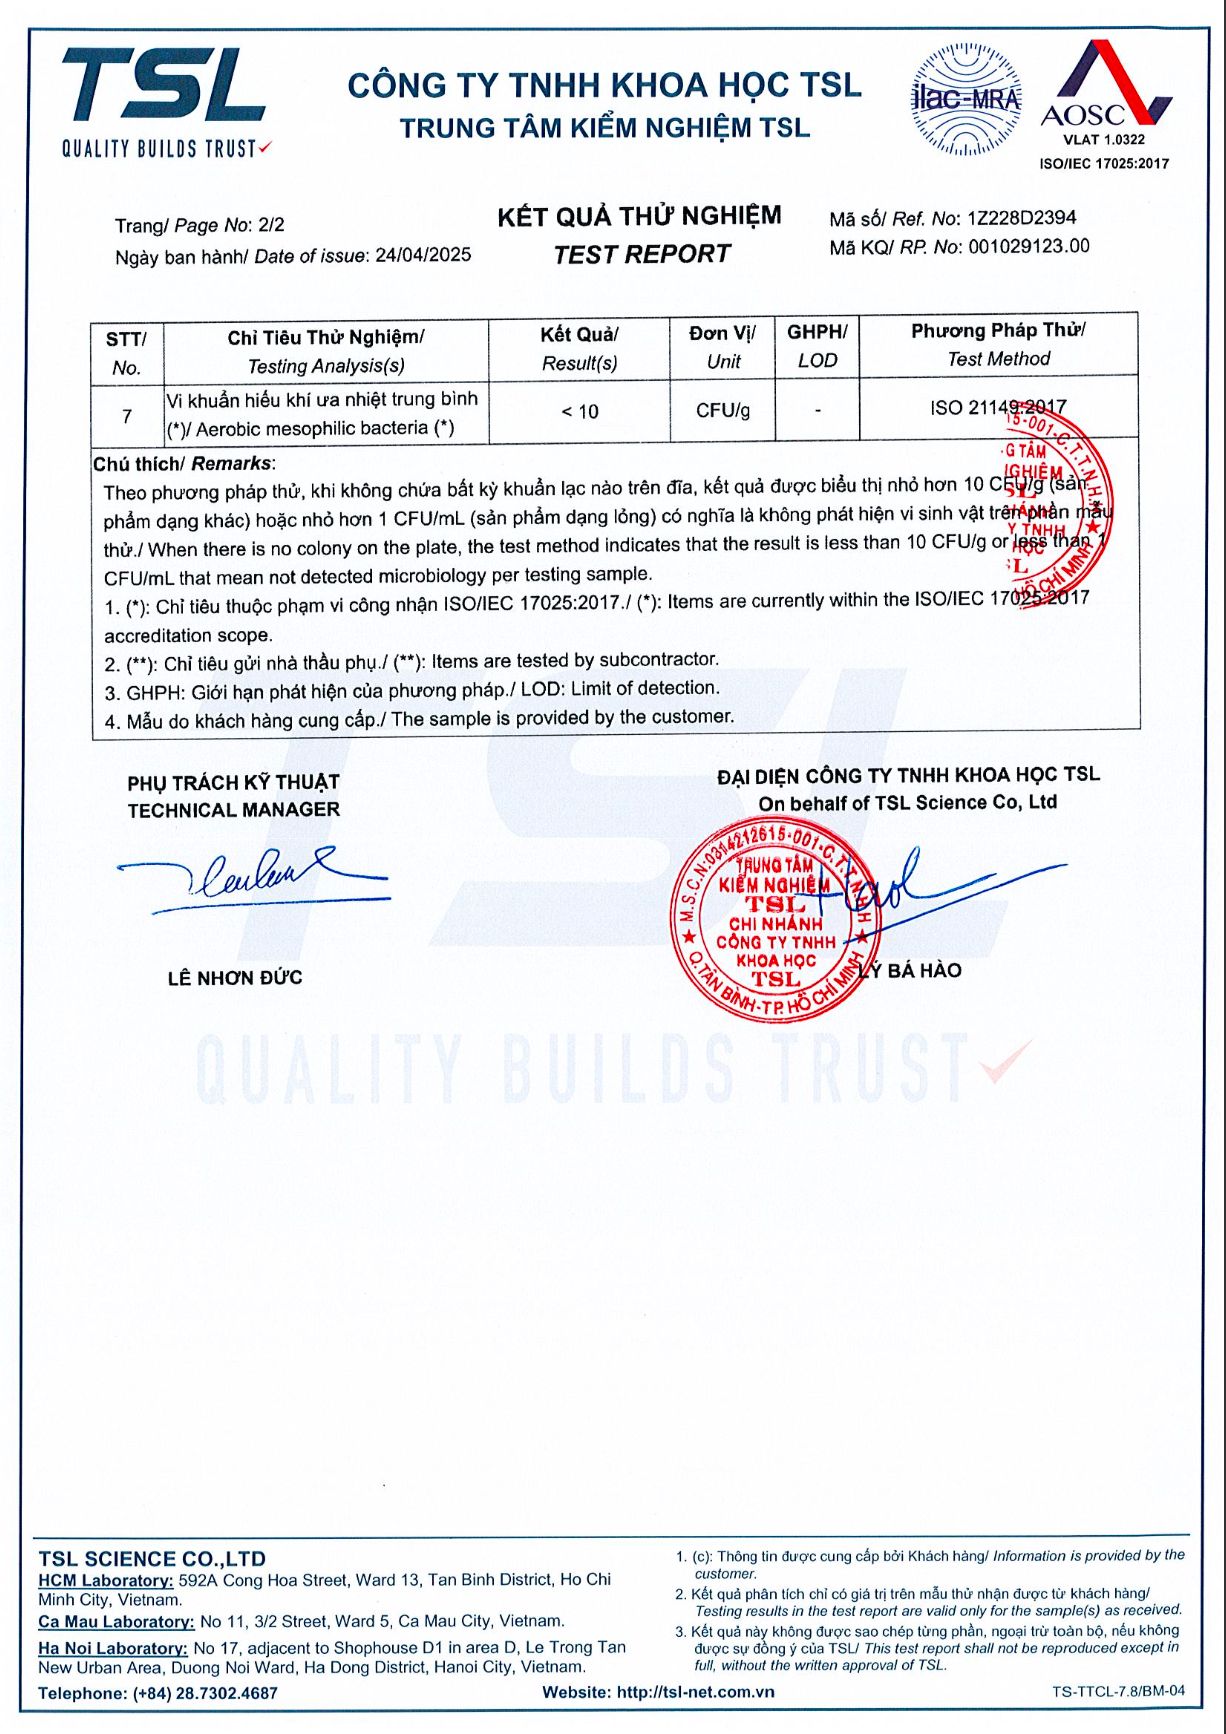 TSL
QUALITY BUILDS TRUST
CÔNG TY TNHH KHOA HỌC TSL
TRUNG TÂM KIỂM NGHIỆM TSL
ilac-MRA
AOSC
VLAT 1.0322
ISO/IEC 17025:2017
Trang/ Page No: 2/2
Ngày ban hành/ Date of issue: 24/04/2025
KẾT QUẢ THỬ NGHIỆM
TEST REPORT
Mã số/ Ref. No: 1Z228D2394
Mã KQ/ RP. No: 001029123.00
STT/ No.
Chỉ Tiêu Thử Nghiệm/ Testing Analysis(s)
Kết Quả/ Result(s)
Đơn Vị/ Unit
GHPH/ LOD
Phương Pháp Thử/ Test Method
7
Vi khuẩn hiếu khí ưa nhiệt trung bình
(*)/ Aerobic mesophilic bacteria (*)
< 10
CFU/g
-
ISO 21149:2017
Chú thích/ Remarks:
Theo phương pháp thử, khi không chứa bất kỳ khuẩn lạc nào trên đĩa, kết quả được biểu thị nhỏ hơn 10 CFU/g (sản
phẩm dạng khác) hoặc nhỏ hơn 1 CFU/mL (sản phẩm dạng lỏng) có nghĩa là không phát hiện vi sinh vật trên phần mẫu
thử./ When there is no colony on the plate, the test method indicates that the result is less than 10 CFU/g or less than 1
CFU/mL that mean not detected microbiology per testing sample.
1. (*): Chỉ tiêu thuộc phạm vi công nhận ISO/IEC 17025:2017./ (*): Items are currently within the ISO/IEC 17025:2017
accreditation scope.
2. (**): Chỉ tiêu gửi nhà thầu phụ./ (**): Items are tested by subcontractor.
3. GHPH: Giới hạn phát hiện của phương pháp./ LOD: Limit of detection.
4. Mẫu do khách hàng cung cấp./ The sample is provided by the customer.
15-001-C.T.T.N.H.H
G TÂM
NGHIỆM
SL
HÁNH
Y TNHH
HỌC
SL
HỒ CHÍ MINH
PHỤ TRÁCH KỸ THUẬT
TECHNICAL MANAGER
LÊ NHƠN ĐỨC
ĐẠI DIỆN CÔNG TY TNHH KHOA HỌC TSL
On behalf of TSL Science Co, Ltd
M.S.C.N:0314212615-001-C.T.T.N.H.H
TRUNG TÂM
KIỂM NGHIỆM
TSL
CHI NHÁNH
CÔNG TY TNHH
KHOA HỌC
TSL
Q.TÂN BÌNH-TP.HỒ CHÍ MINH
LÝ BÁ HÀO
TSL
QUALITY BUILDS TRUST
TSL SCIENCE CO.,LTD
HCM Laboratory: 592A Cong Hoa Street, Ward 13, Tan Binh District, Ho Chi
Minh City, Vietnam.
Ca Mau Laboratory: No 11, 3/2 Street, Ward 5, Ca Mau City, Vietnam.
Ha Noi Laboratory: No 17, adjacent to Shophouse D1 in area D, Le Trong Tan
New Urban Area, Duong Noi Ward, Ha Dong District, Hanoi City, Vietnam.
Telephone: (+84) 28.7302.4687
Website: http://tsl-net.com.vn
1. (c): Thông tin được cung cấp bởi Khách hàng/ Information is provided by the
customer.
2. Kết quả phân tích chỉ có giá trị trên mẫu thử nhận được từ khách hàng/
Testing results in the test report are valid only for the sample(s) as received.
3. Kết quả này không được sao chép từng phần, ngoại trừ toàn bộ, nếu không
được sự đồng ý của TSL/ This test report shall not be reproduced except in
full, without the written approval of TSL.
TS-TTCL-7.8/BM-04